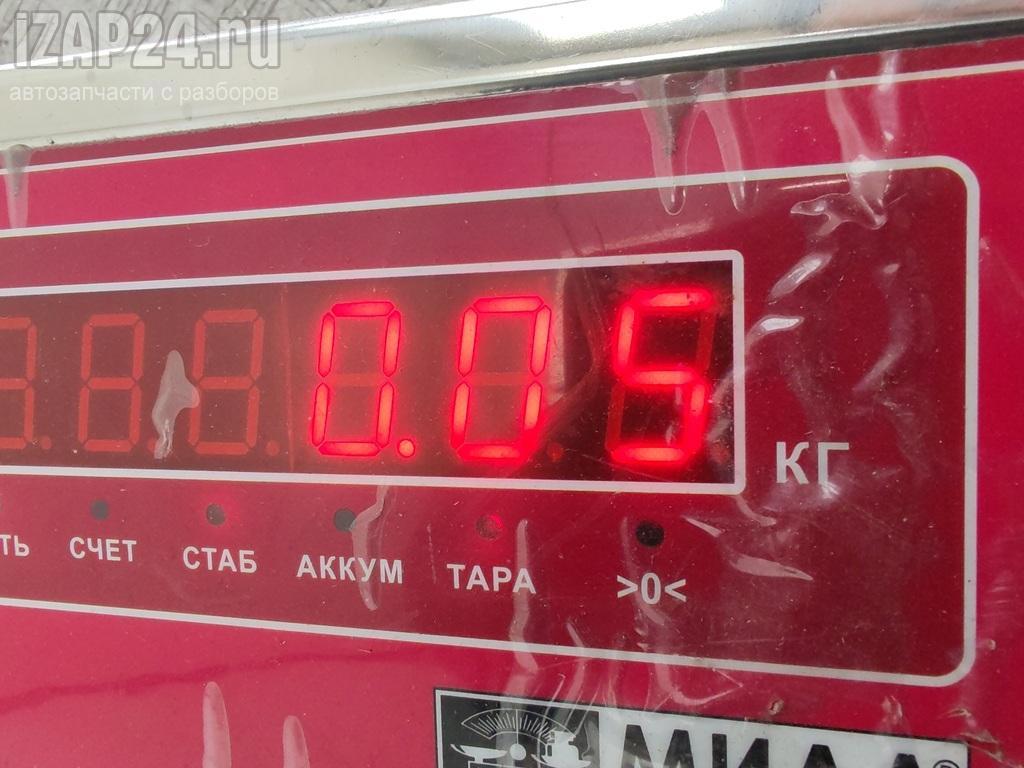 iZAP24.ru
автозапчасти с разборов
0.05
КГ
СЧЕТ СТАБ АККУМ ТАРА >0<